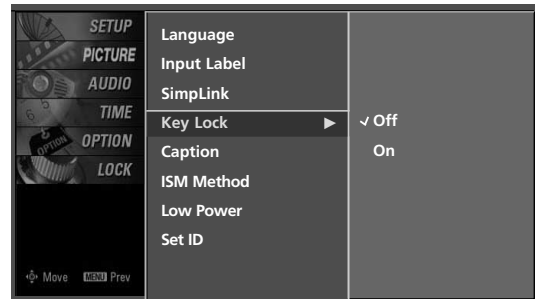 SETUP
PICTURE
AUDIO
TIME
OPTION
LOCK
Move MENU Prev
Language
Input Label
SimpLink
Key Lock ▶
Caption
ISM Method
Low Power
Set ID
✓ Off
On